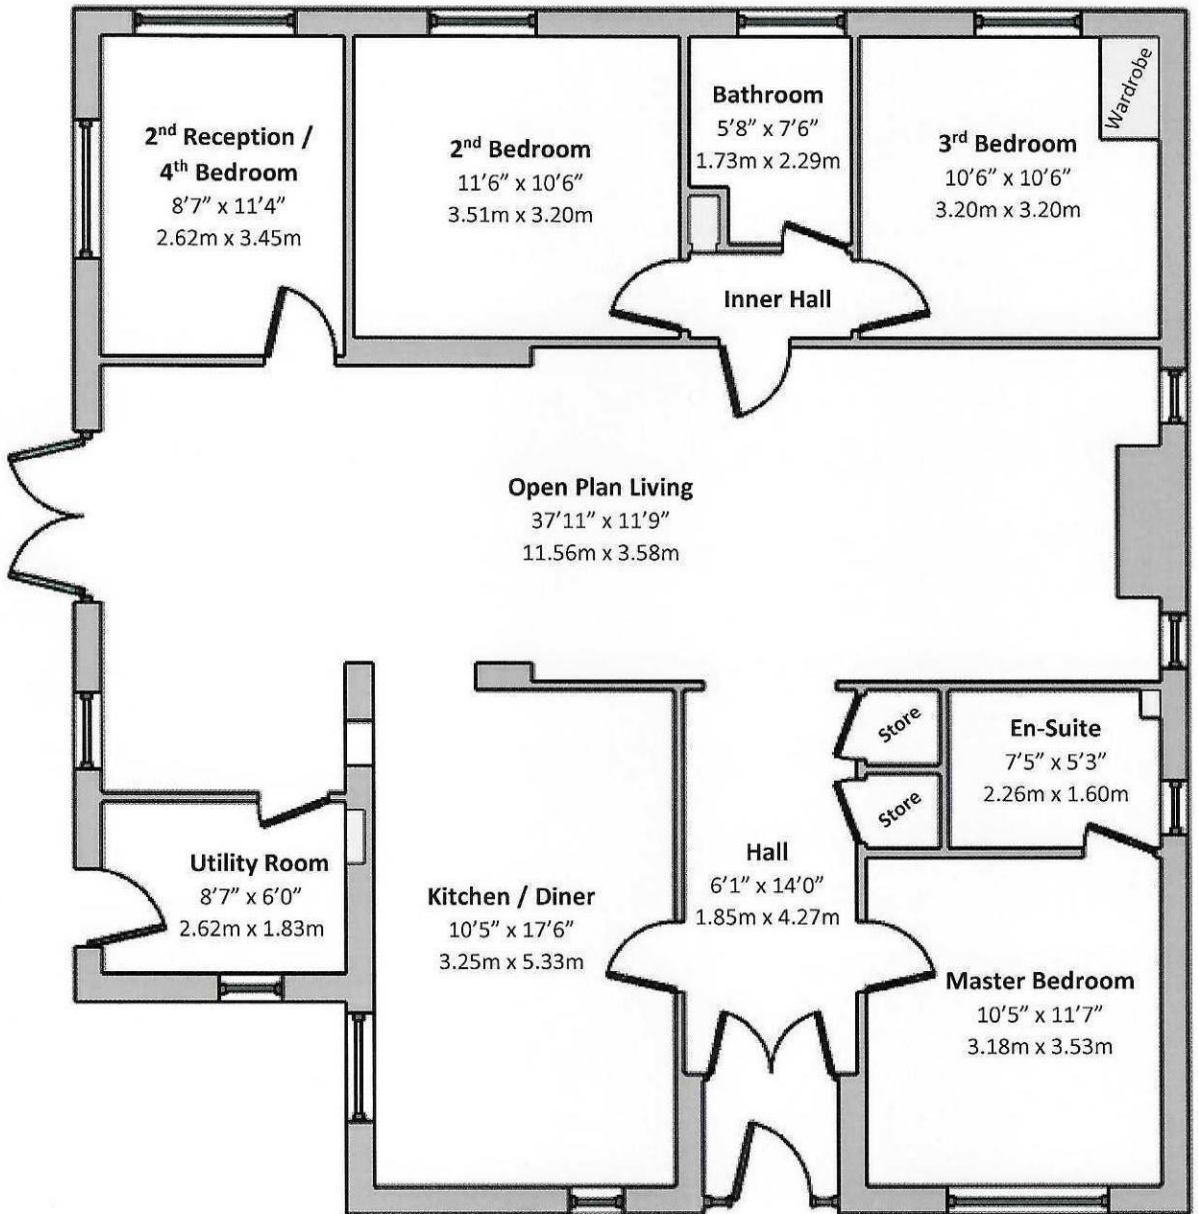 2nd Reception /
4th Bedroom
8’7” x 11’4”
2.62m x 3.45m
2nd Bedroom
11’6” x 10’6”
3.51m x 3.20m
Bathroom
5’8” x 7’6”
1.73m x 2.29m
3rd Bedroom
10’6” x 10’6”
3.20m x 3.20m
Wardrobe
Inner Hall
Open Plan Living
37’11” x 11’9”
11.56m x 3.58m
Store
Store
En-Suite
7’5” x 5’3”
2.26m x 1.60m
Utility Room
8’7” x 6’0”
2.62m x 1.83m
Kitchen / Diner
10’5” x 17’6”
3.25m x 5.33m
Hall
6’1” x 14’0”
1.85m x 4.27m
Master Bedroom
10’5” x 11’7”
3.18m x 3.53m